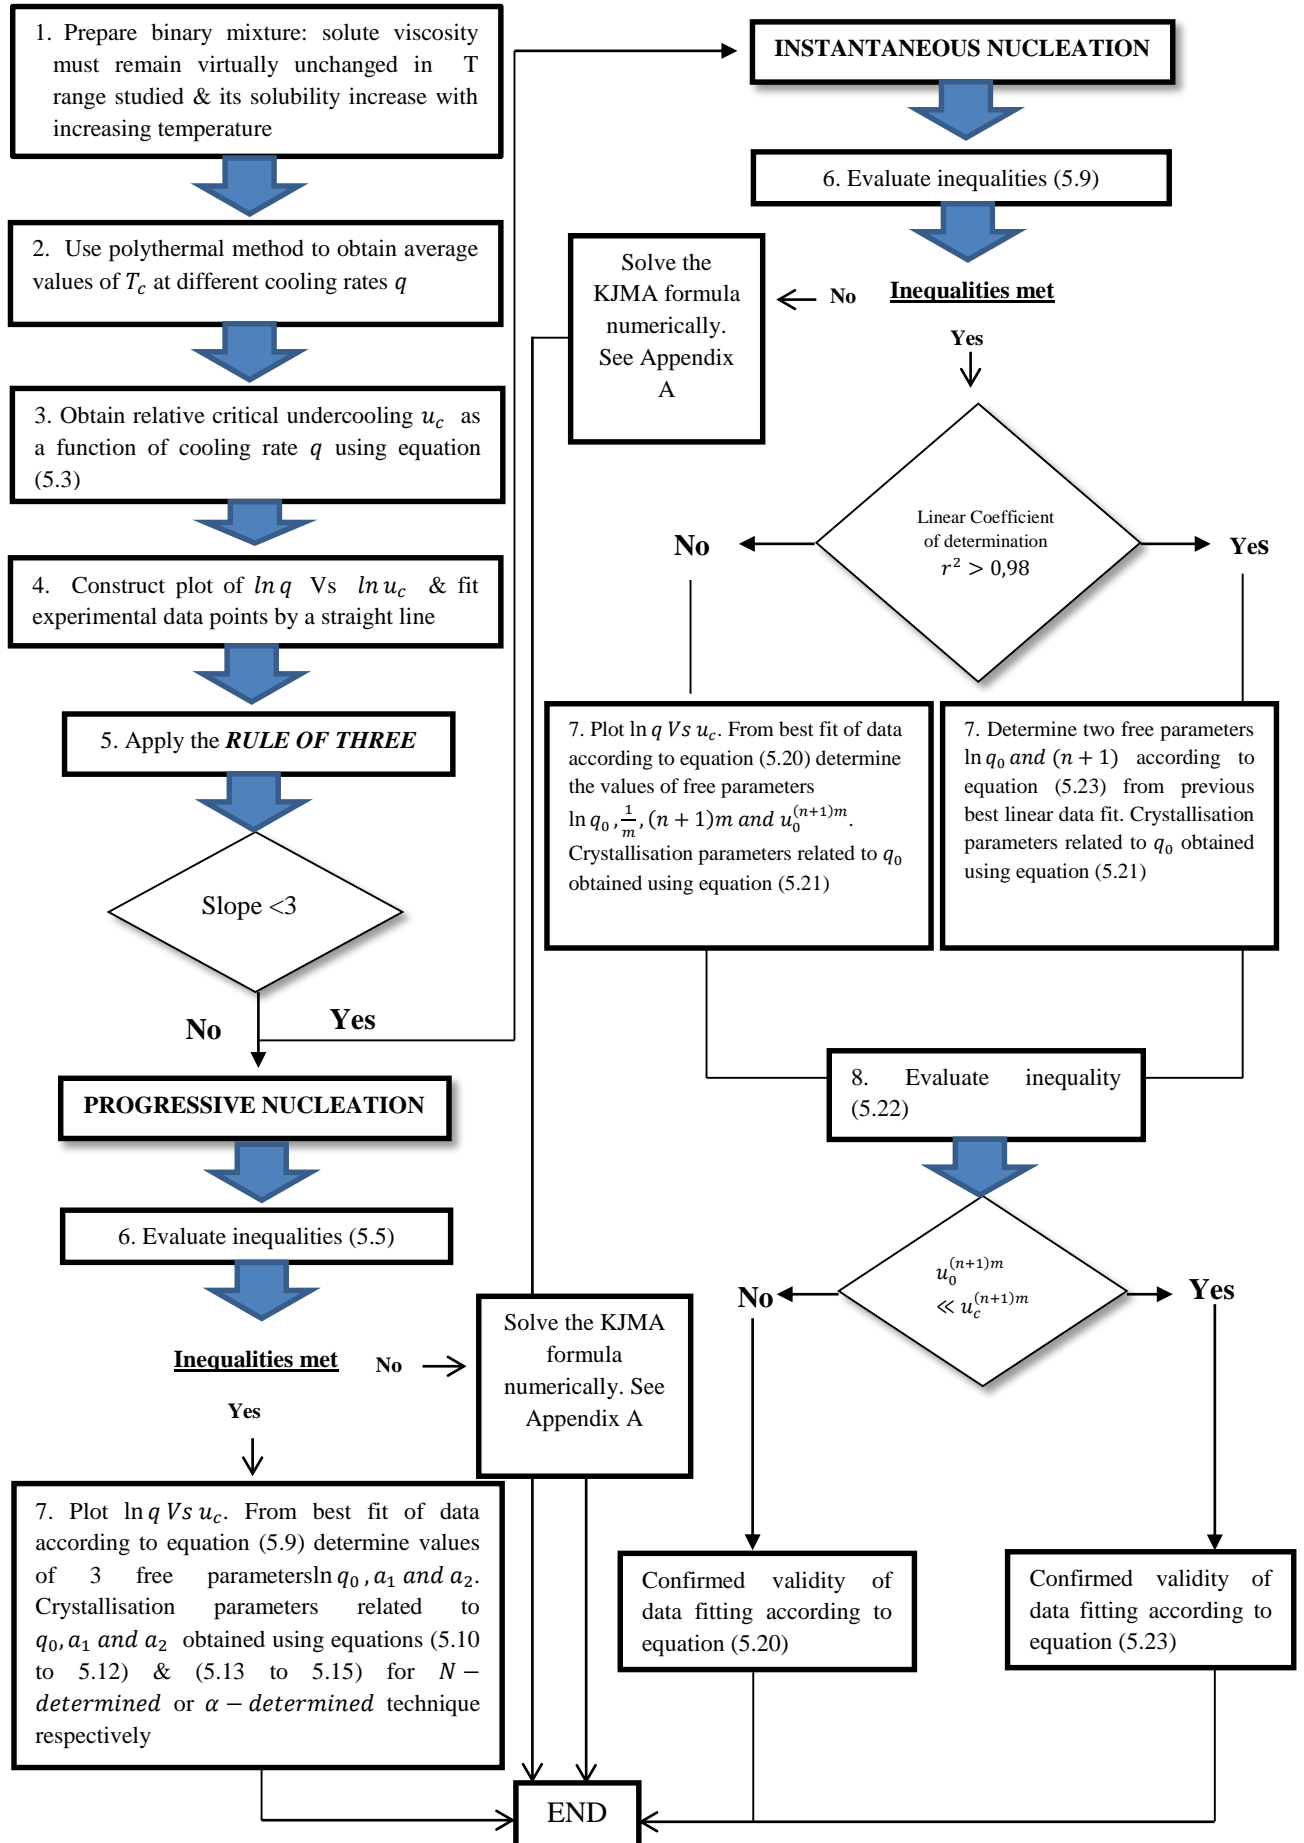 1. Prepare binary mixture: solute viscosity
must remain virtually unchanged in T
range studied & its solubility increase with
increasing temperature
2. Use polythermal method to obtain average
values of T_c at different cooling rates q
3. Obtain relative critical undercooling u_c as
a function of cooling rate q using equation
(5.3)
4. Construct plot of ln q Vs ln u_c & fit
experimental data points by a straight line
5. Apply the RULE OF THREE
Slope <3
No
Yes
PROGRESSIVE NUCLEATION
6. Evaluate inequalities (5.5)
Inequalities met
No
Yes
Solve the KJMA
formula
numerically. See
Appendix A
7. Plot ln q Vs u_c. From best fit of data
according to equation (5.9) determine values
of 3 free parametersln q_0, a_1 and a_2.
Crystallisation parameters related to
q_0, a_1 and a_2 obtained using equations (5.10
to 5.12) & (5.13 to 5.15) for N −
determined or α − determined technique
respectively
INSTANTANEOUS NUCLEATION
6. Evaluate inequalities (5.9)
Inequalities met
No
Yes
Solve the
KJMA formula
numerically.
See Appendix
A
Linear Coefficient
of determination
r^2 > 0,98
No
Yes
7. Plot ln q Vs u_c. From best fit of data
according to equation (5.20) determine
the values of free parameters
ln q_0, 1/m, (n + 1)m and u_0^(n+1)m.
Crystallisation parameters related to q_0
obtained using equation (5.21)
7. Determine two free parameters
ln q_0 and (n + 1) according to
equation (5.23) from previous
best linear data fit. Crystallisation
parameters related to q_0 obtained
using equation (5.21)
8. Evaluate inequality
(5.22)
u_0^(n+1)m
≪ u_c^(n+1)m
No
Yes
Confirmed validity of
data fitting according to
equation (5.20)
Confirmed validity of
data fitting according to
equation (5.23)
END